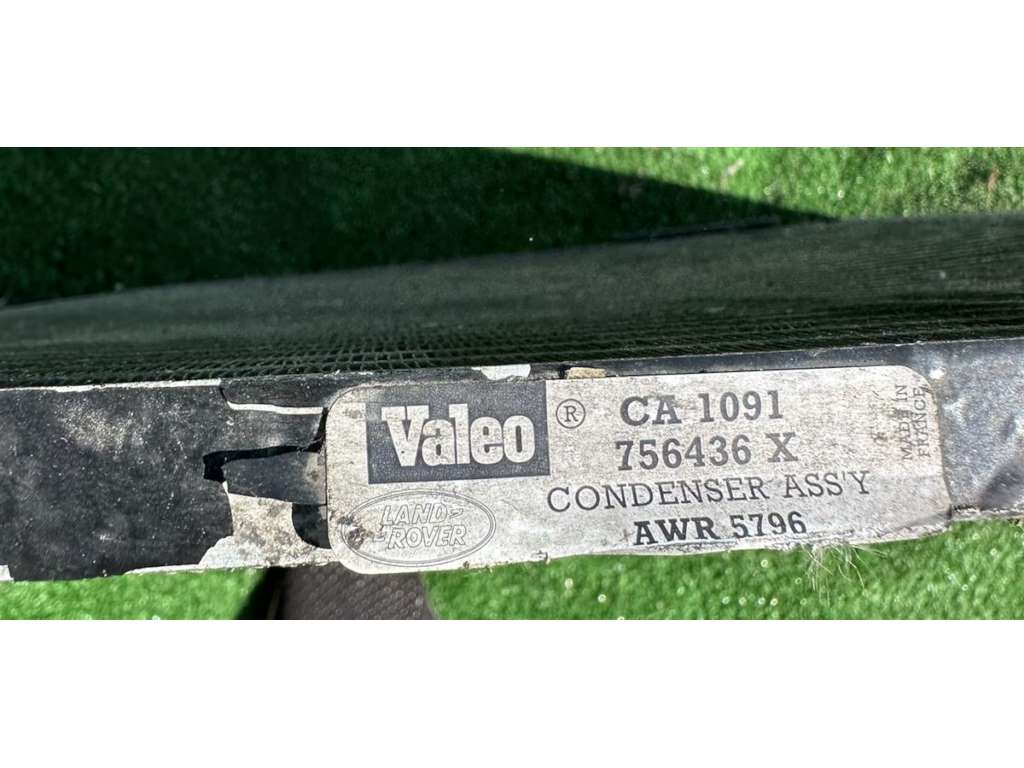 Valeo ® CA 1091
756436 X
CONDENSER ASS'Y
AWR 5796
LAND-
ROVER
MADE IN
FRANCE